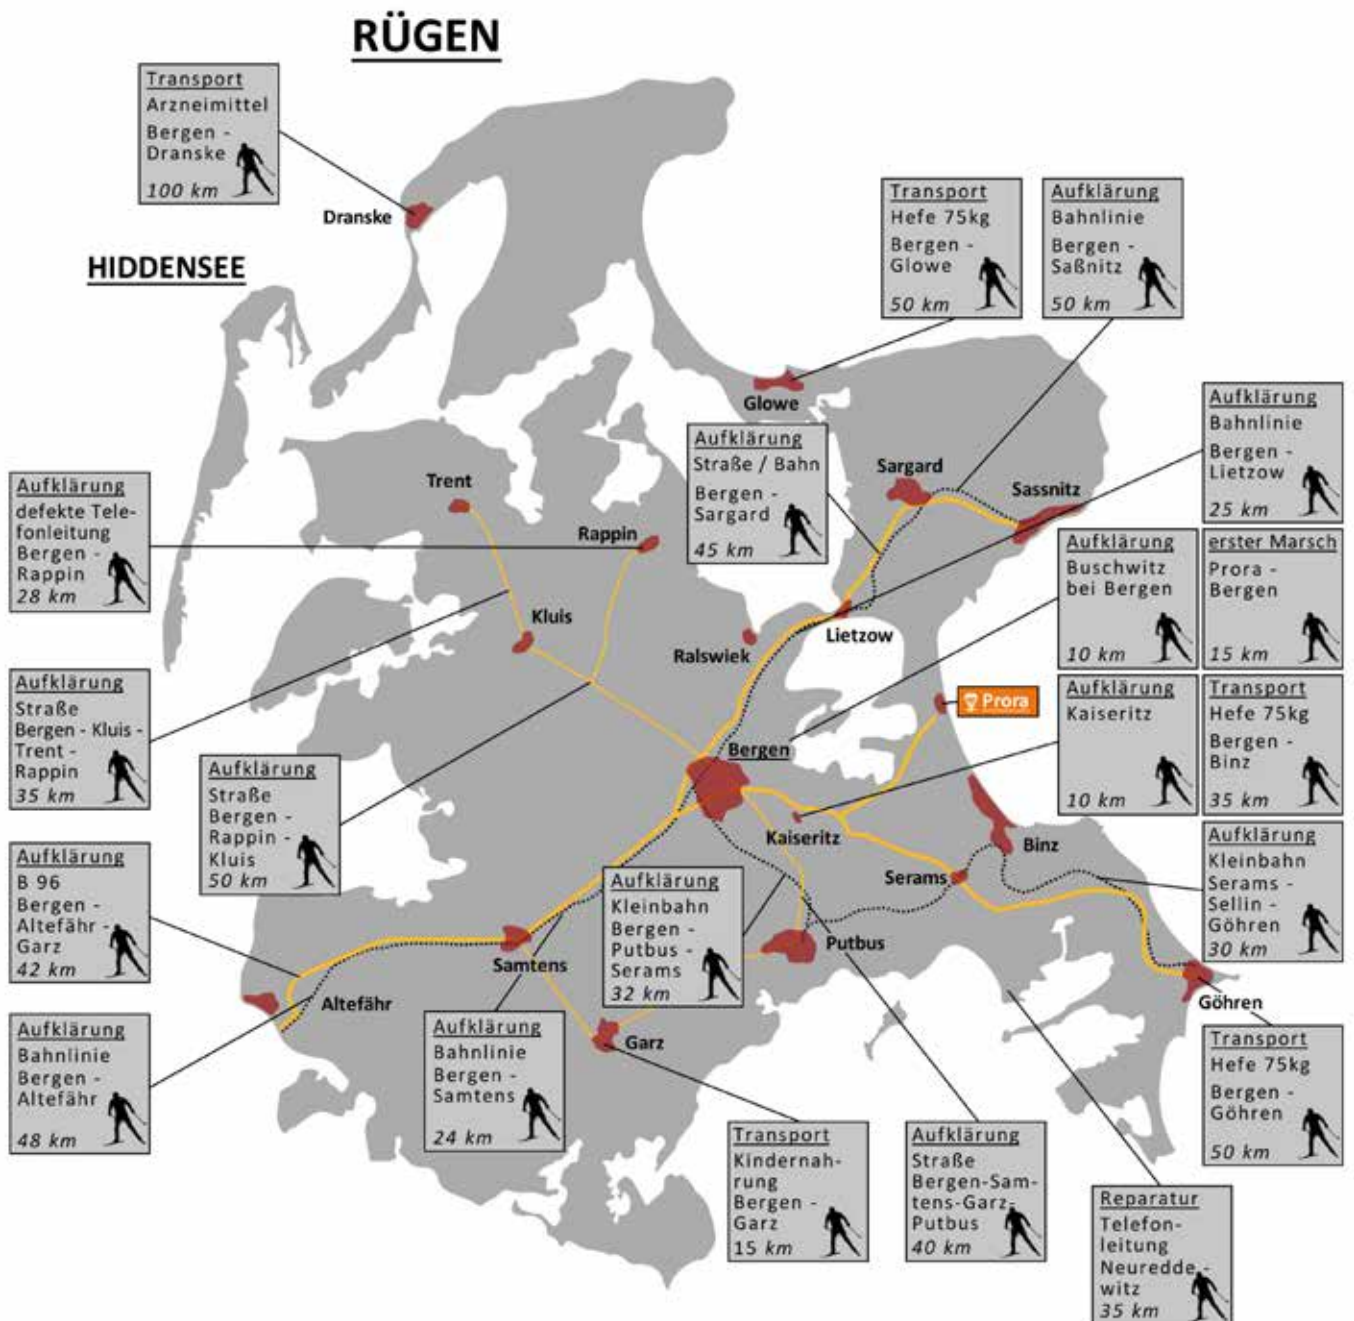 RÜGEN
Transport
Arzneimittel
Bergen -
Dranske
100 km
Dranske
HIDDENSEE
Transport
Hefe 75kg
Bergen -
Glowe
50 km
Aufklärung
Bahnlinie
Bergen -
Saßnitz
50 km
Glowe
Aufklärung
Bahnlinie
Bergen -
Lietzow
25 km
Aufklärung
Straße / Bahn
Bergen -
Sargard
45 km
Sargard
Sassnitz
Trent
Rappin
Aufklärung
defekte Tele-
fonleitung
Bergen -
Rappin
28 km
Aufklärung
Buschwitz
bei Bergen
10 km
erster Marsch
Prora -
Bergen
15 km
Kluis
Ralswiek
Lietzow
Aufklärung
Straße
Bergen - Kluis -
Trent -
Rappin
35 km
Prora
Aufklärung
Kaiseritz
10 km
Transport
Hefe 75kg
Bergen -
Binz
35 km
Bergen
Aufklärung
Straße
Bergen -
Rappin -
Kluis
50 km
Kaiseritz
Binz
Serams
Aufklärung
Kleinbahn
Serams -
Sellin -
Göhren
30 km
Aufklärung
B 96
Bergen -
Altefähr -
Garz
42 km
Aufklärung
Kleinbahn
Bergen -
Putbus -
Serams
32 km
Putbus
Samtens
Altefähr
Göhren
Aufklärung
Bahnlinie
Bergen -
Altefähr
48 km
Aufklärung
Bahnlinie
Bergen -
Samtens
24 km
Garz
Transport
Hefe 75kg
Bergen -
Göhren
50 km
Transport
Kindernah-
rung
Bergen -
Garz
15 km
Aufklärung
Straße
Bergen-Sam-
tens-Garz-
Putbus
40 km
Reparatur
Telefon-
leitung
Neuredde-
witz
35 km